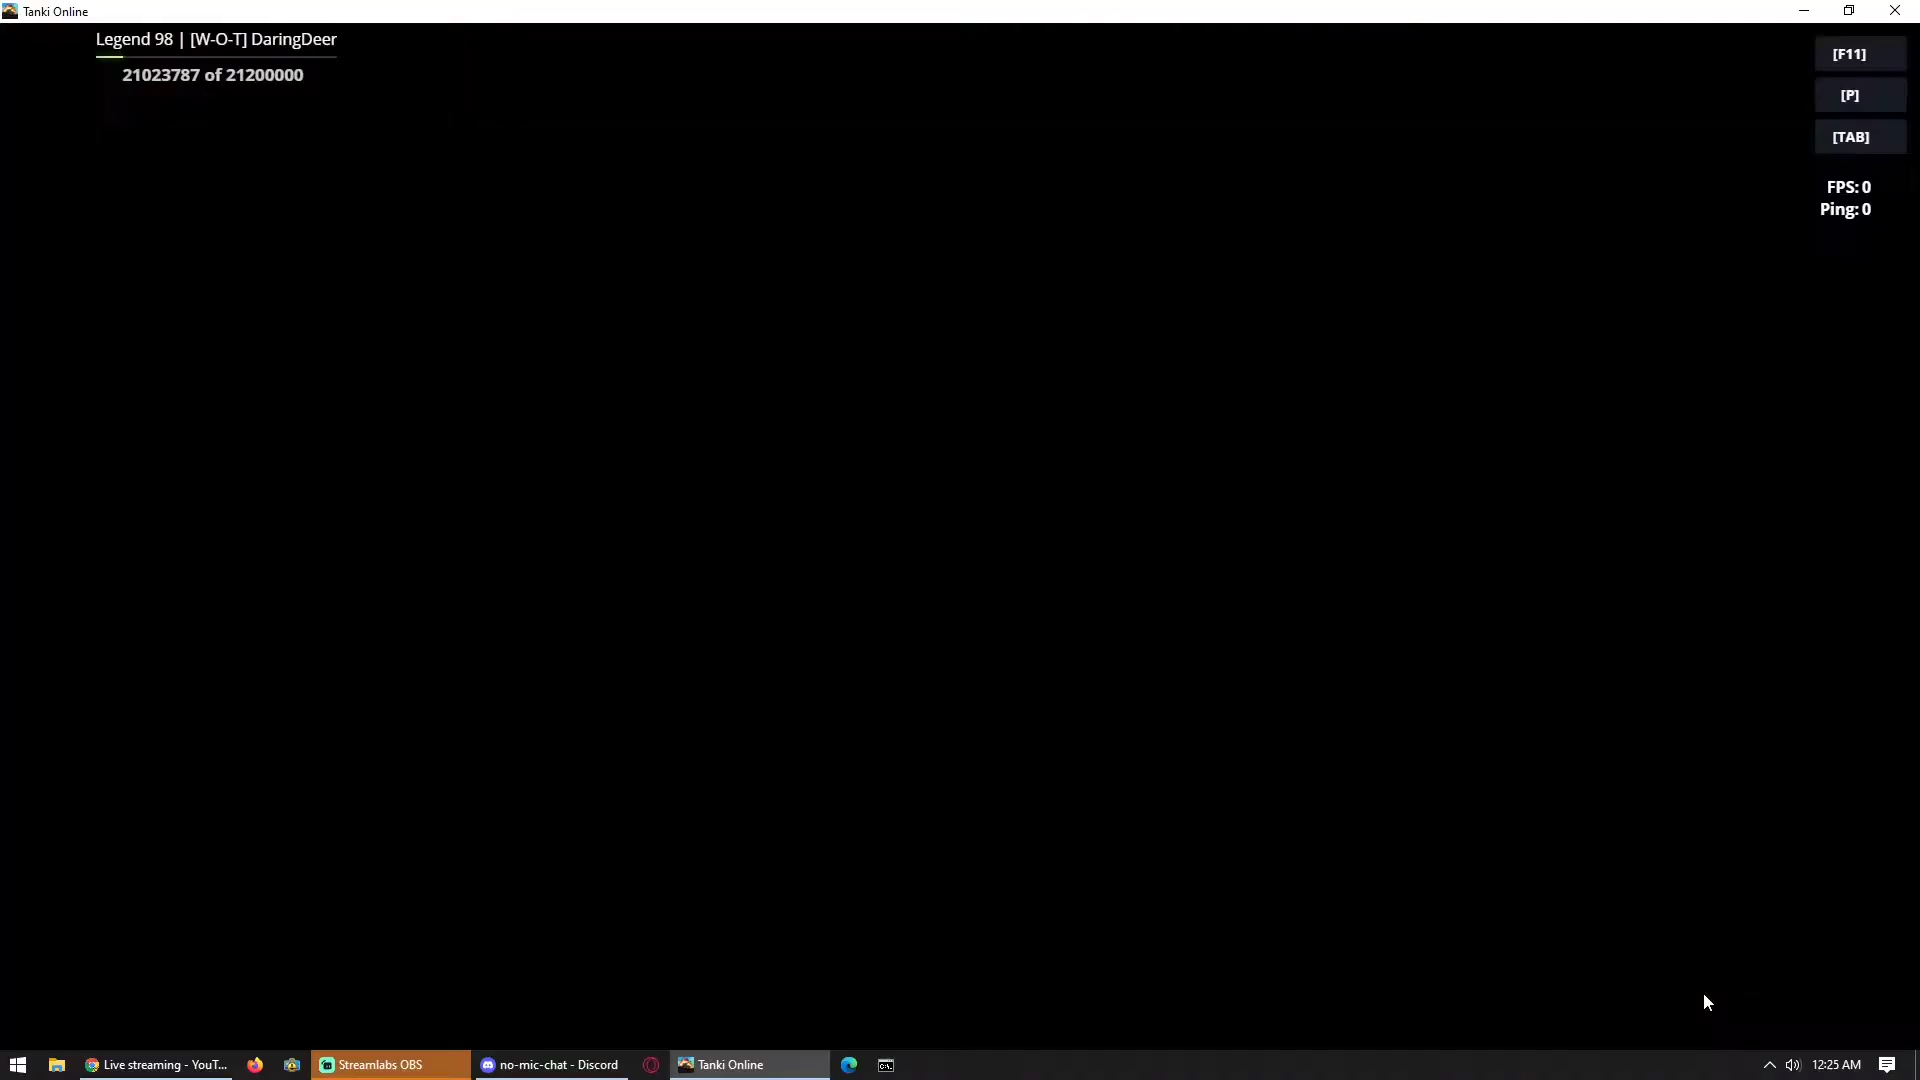 Tanki Online
Legend 98 | [W-O-T] DaringDeer
21023787 of 21200000
[F11]
[P]
[TAB]
FPS: 0
Ping: 0
Live streaming - YouT...
Streamlabs OBS
no-mic-chat - Discord
Tanki Online
12:25 AM